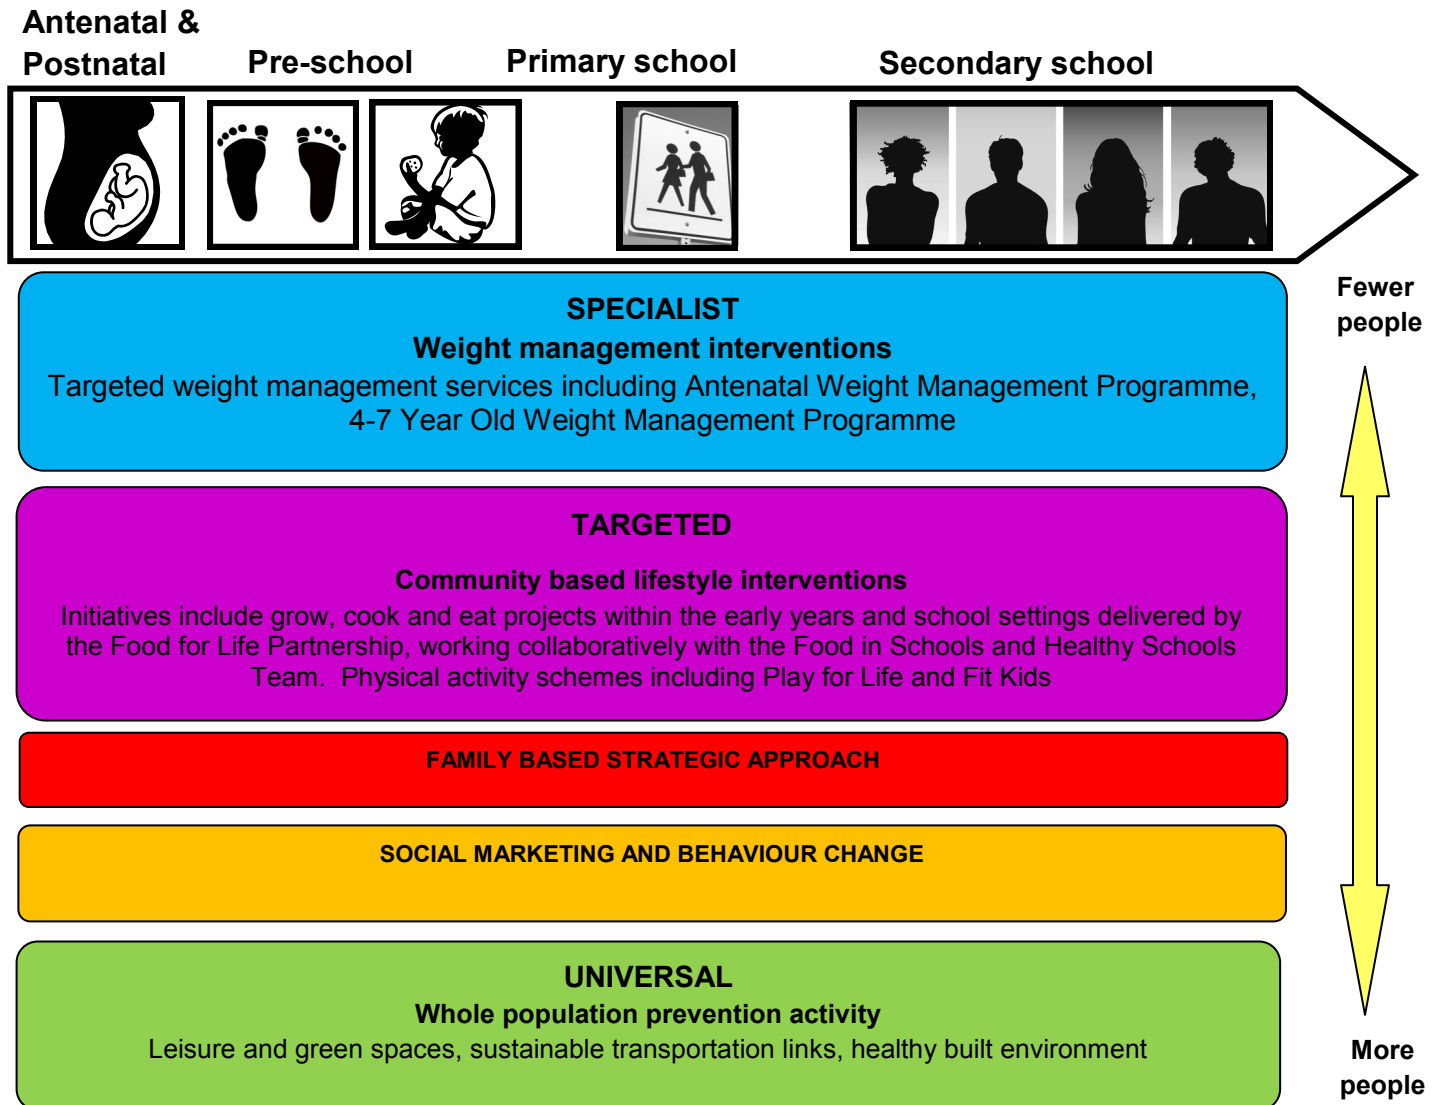 Antenatal &
Postnatal
Pre-school
Primary school
Secondary school
SPECIALIST
Weight management interventions
Targeted weight management services including Antenatal Weight Management Programme,
4-7 Year Old Weight Management Programme
Fewer
people
TARGETED
Community based lifestyle interventions
Initiatives include grow, cook and eat projects within the early years and school settings delivered by
the Food for Life Partnership, working collaboratively with the Food in Schools and Healthy Schools
Team.  Physical activity schemes including Play for Life and Fit Kids
FAMILY BASED STRATEGIC APPROACH
SOCIAL MARKETING AND BEHAVIOUR CHANGE
UNIVERSAL
Whole population prevention activity
Leisure and green spaces, sustainable transportation links, healthy built environment
More
people